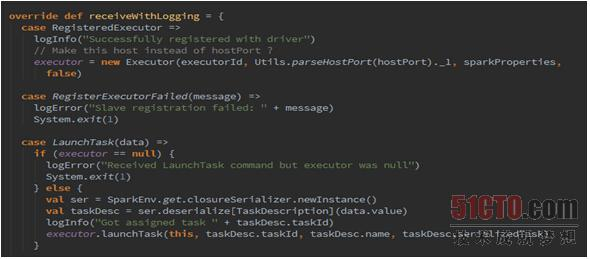 override def receiveWithLogging = {
case RegisteredExecutor =>
logInfo("Successfully registered with driver")
// Make this host instead of hostPort ?
executor = new Executor(executorId, Utils.parseHostPort(hostPort)._1, sparkProperties,
false)
case RegisterExecutorFailed(message) =>
logError("Slave registration failed: " + message)
System.exit(1)
case LaunchTask(data) =>
if (executor == null) {
logError("Received LaunchTask command but executor was null")
System.exit(1)
} else {
val ser = SparkEnv.get.closureSerializer.newInstance()
val taskDesc = ser.deserialize[TaskDescription](data.value)
logInfo("Got assigned task " + taskDesc.taskId)
executor.launchTask(this, taskDesc.taskId, taskDesc.name, taskDesc.serializedTask)
}
51CTO.com
技术成就梦想